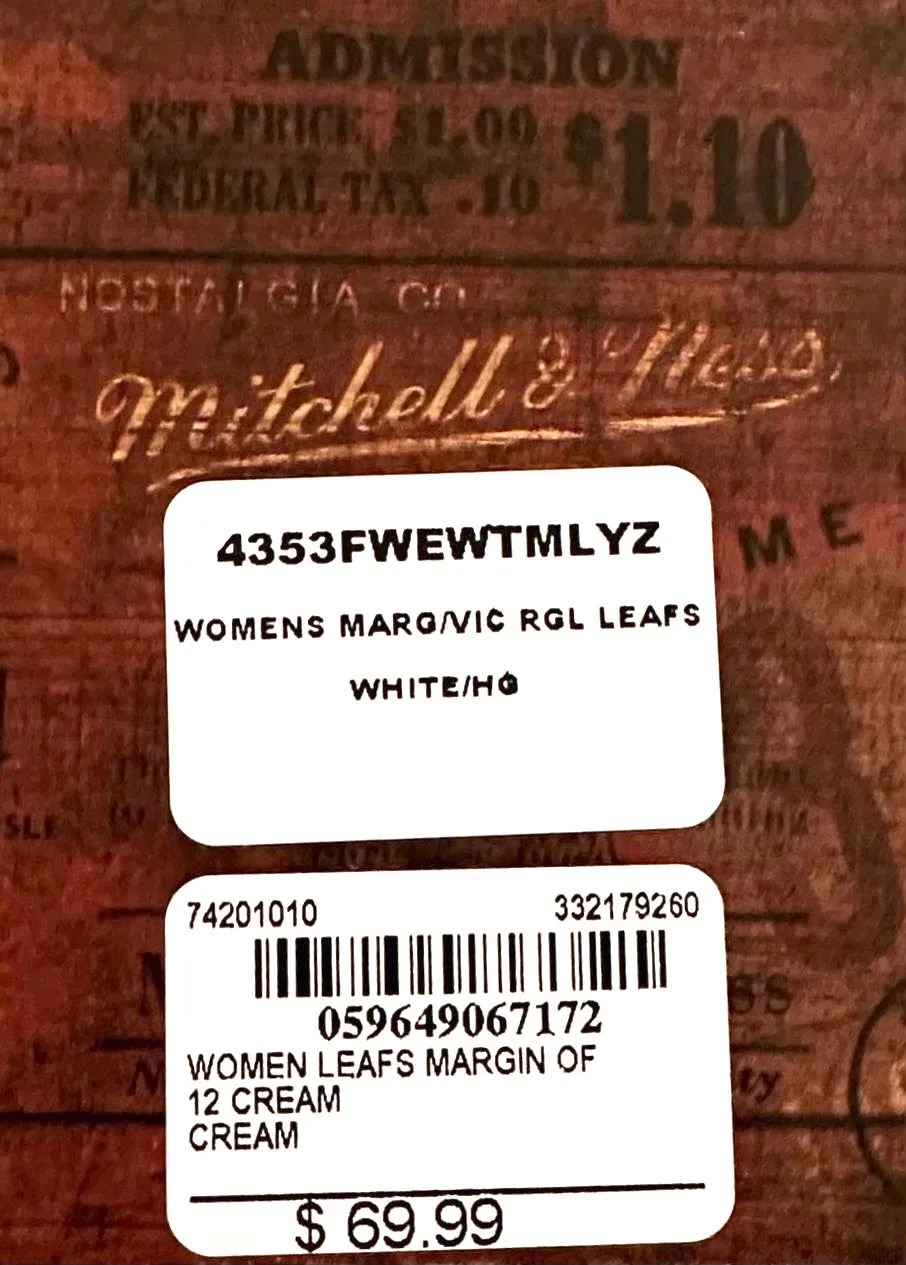 ADMISSION
EST. PRICE $1.00 $1.10
FEDERAL TAX .10
NOSTALGIA CO.
Mitchell & Ness
4353FWEWTMLYZ
ME
WOMENS MARG/VIC RGL LEAFS
WHITE/HG
74201010 332179260
059649067172
WOMEN LEAFS MARGIN OF
12 CREAM
CREAM
$ 69.99